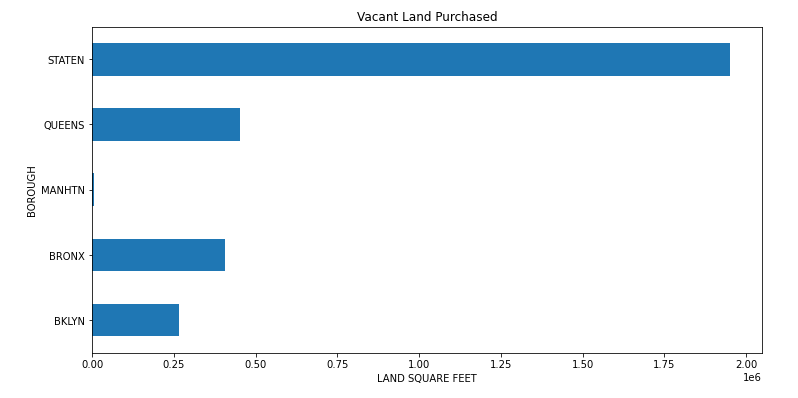 Vacant Land Purchased
STATEN
QUEENS
MANHTN
BRONX
BKLYN
BOROUGH
0.00 0.25 0.50 0.75 1.00 1.25 1.50 1.75 2.00
1e6
LAND SQUARE FEET